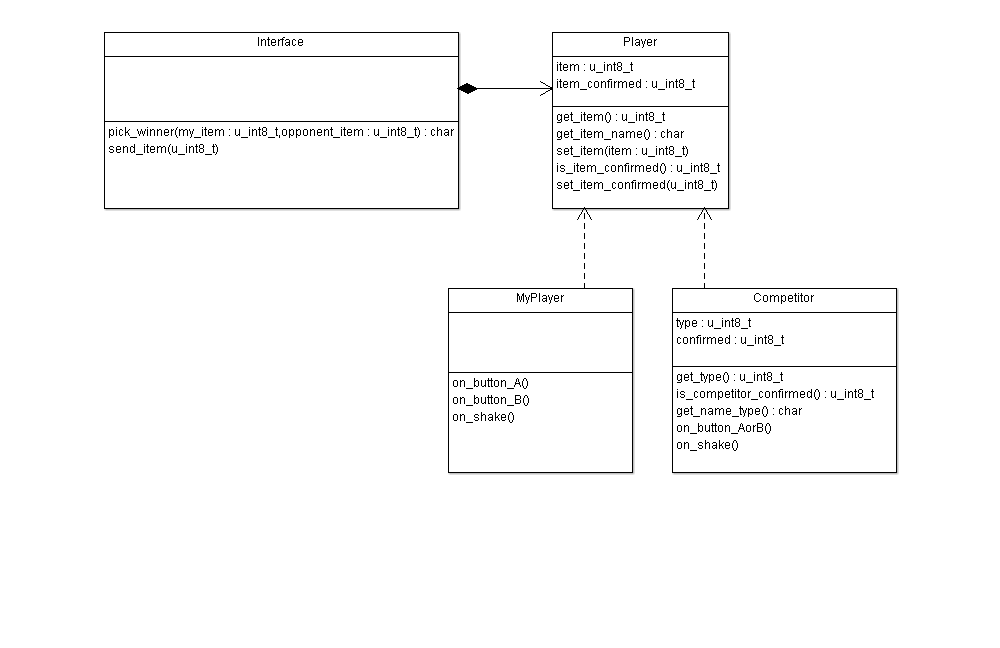 Interface
pick_winner(my_item : u_int8_t,opponent_item : u_int8_t) : char
send_item(u_int8_t)
Player
item : u_int8_t
item_confirmed : u_int8_t
get_item() : u_int8_t
get_item_name() : char
set_item(item : u_int8_t)
is_item_confirmed() : u_int8_t
set_item_confirmed(u_int8_t)
MyPlayer
on_button_A()
on_button_B()
on_shake()
Competitor
type : u_int8_t
confirmed : u_int8_t
get_type() : u_int8_t
is_competitor_confirmed() : u_int8_t
get_name_type() : char
on_button_AorB()
on_shake()